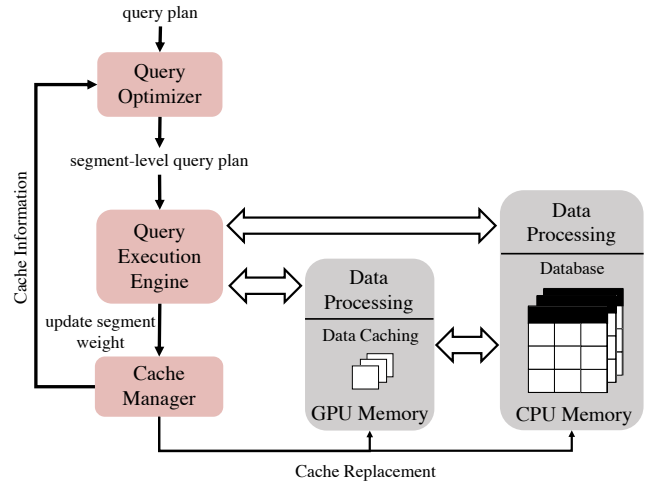 query plan
Query
Optimizer
segment-level query plan
Cache Information
Query
Execution
Engine
update segment
weight
Cache
Manager
Data
Processing
Data Caching
GPU Memory
Data
Processing
Database
CPU Memory
Cache Replacement